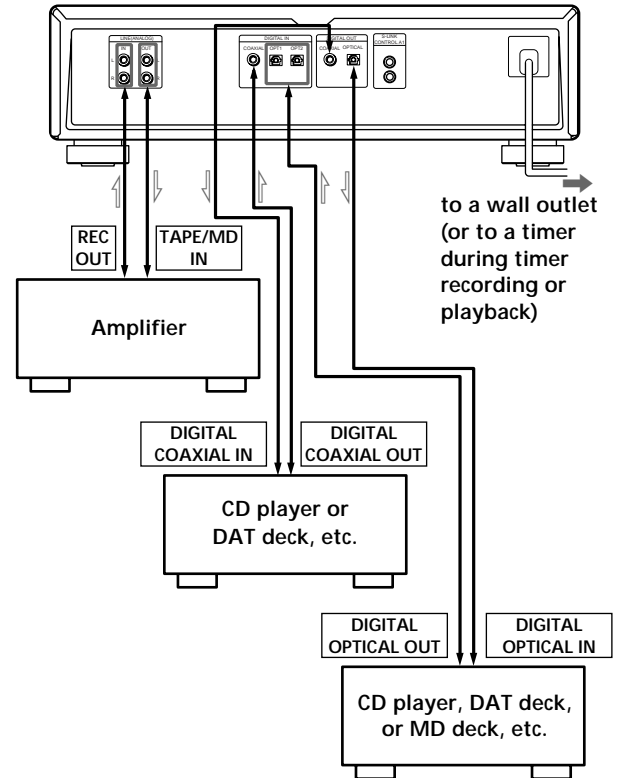 LINE(ANALOG)
IN OUT
L L
R R
DIGITAL IN
COAXIAL OPT1 OPT2
DIGITAL OUT
COAXIAL OPTICAL
S-LINK
CONTROL A1
to a wall outlet
(or to a timer
during timer
recording or
playback)
REC
OUT
TAPE/MD
IN
Amplifier
DIGITAL
COAXIAL IN
DIGITAL
COAXIAL OUT
CD player or
DAT deck, etc.
DIGITAL
OPTICAL OUT
DIGITAL
OPTICAL IN
CD player, DAT deck,
or MD deck, etc.